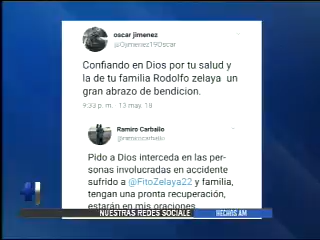 oscar jimenez
@Ojimenez19Oscar
Confiando en Dios por tu salud y
la de tu familia Rodolfo zelaya un
gran abrazo de bendicion.
9:33 p. m. 13 may. 18
Ramiro Carballo
@ramirocarballo
Pido a Dios interceda en las per-
sonas involucradas en accidente
sufrido a @FitoZelaya22 y familia,
tengan una pronta recuperación,
estarán en mis oraciones.
NUESTRAS REDES SOCIALE
HECHOS AM